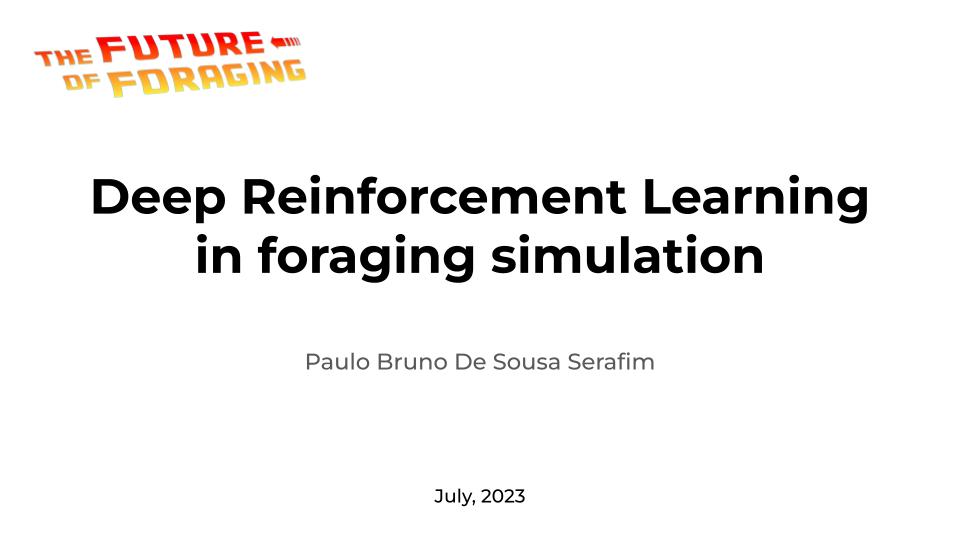 THE FUTURE
OF FORAGING
Deep Reinforcement Learning
in foraging simulation
Paulo Bruno De Sousa Serafim
July, 2023